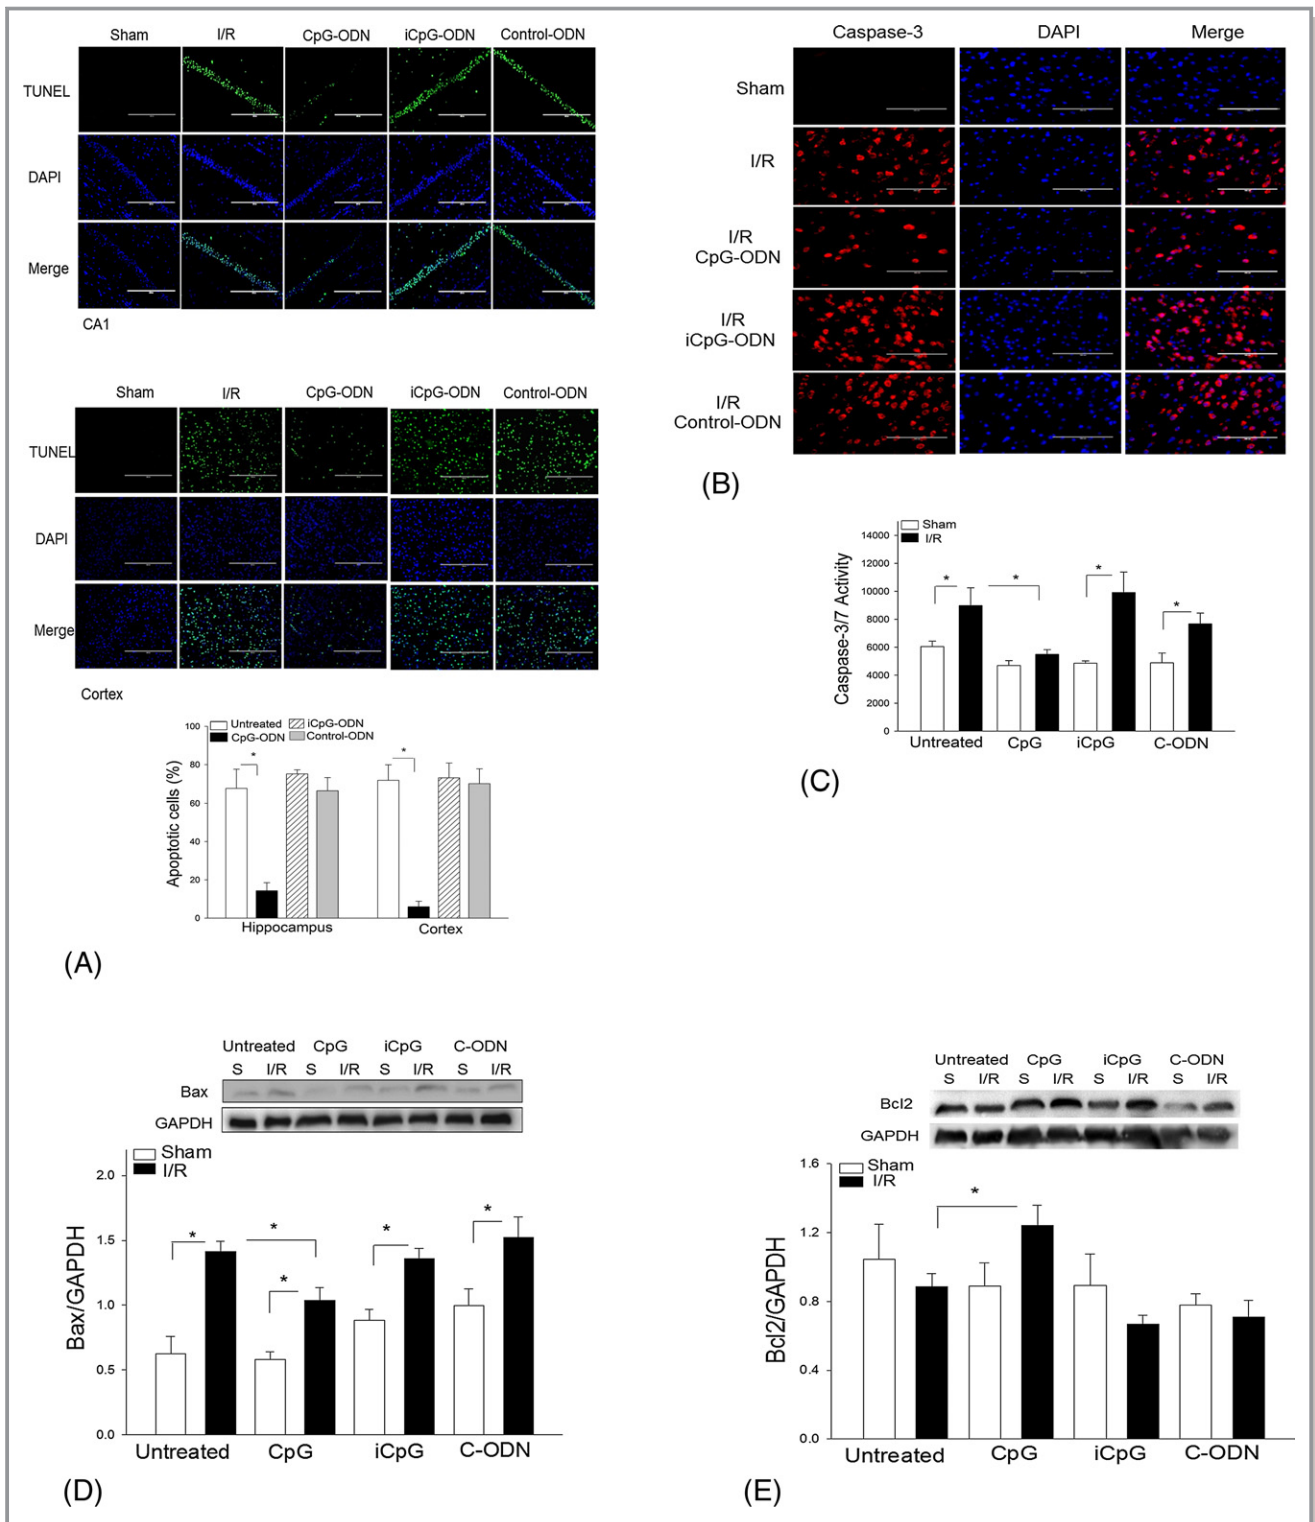 Sham I/R CpG-ODN iCpG-ODN Control-ODN
TUNEL
DAPI
Merge
CA1
Sham I/R CpG-ODN iCpG-ODN Control-ODN
TUNEL
DAPI
Merge
Cortex
Untreated iCpG-ODN
CpG-ODN Control-ODN
Apoptotic cells (%)
100
80
60
40
20
0
* *
Hippocampus Cortex
(A)
Caspase-3 DAPI Merge
Sham
I/R
I/R
CpG-ODN
I/R
iCpG-ODN
I/R
Control-ODN
(B)
Sham
I/R
Caspase-3/7 Activity
14000
12000
10000
8000
6000
4000
2000
0
* * * *
Untreated CpG iCpG C-ODN
(C)
Untreated CpG iCpG C-ODN
S I/R S I/R S I/R S I/R
Bax
GAPDH
Sham
I/R
Bax/GAPDH
2.0
1.5
1.0
0.5
0.0
* * * * *
Untreated CpG iCpG C-ODN
(D)
Untreated CpG iCpG C-ODN
S I/R S I/R S I/R S I/R
Bcl2
GAPDH
Sham
I/R
Bcl2/GAPDH
1.6
1.2
0.8
0.4
0.0
*
Untreated CpG iCpG C-ODN
(E)